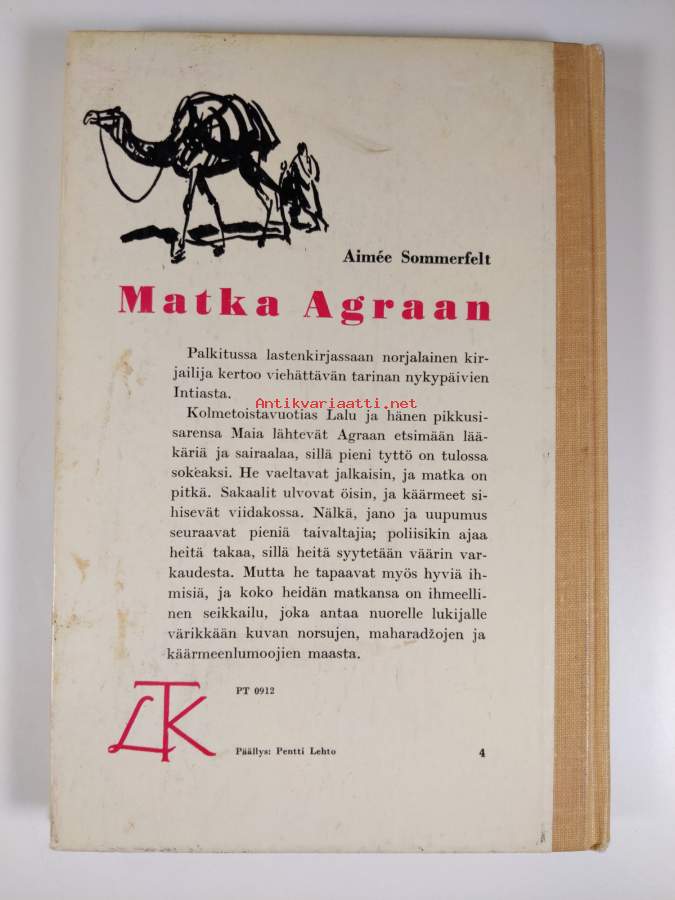 Aimée Sommerfelt
Matka Agraan
Palkitussa lastenkirjassaan norjalainen kir-
jailija kertoo viehättävän tarinan nykypäivien
Intiasta.
Antikvariaatti.net
Kolmetoistavuotias Lalu ja hänen pikkusi-
sarensa Maia lähtevät Agraan etsimään lää-
käriä ja sairaalaa, sillä pieni tyttö on tulossa
sokeaksi. He vaeltavat jalkaisin, ja matka on
pitkä. Sakaalit ulvovat öisin, ja käärmeet si-
hisevät viidakossa. Nälkä, jano ja uupumus
seuraavat pieniä taivaltajia; poliisikin ajaa
heitä takaa, sillä heitä syytetään väärin var-
kaudesta. Mutta he tapaavat myös hyviä ih-
misiä, ja koko heidän matkansa on ihmeelli-
nen seikkailu, joka antaa nuorelle lukijalle
värikkään kuvan norsujen, maharadžojen ja
käärmeenlumoojien maasta.
LTK
PT 0912
Päällys: Pentti Lehto 4